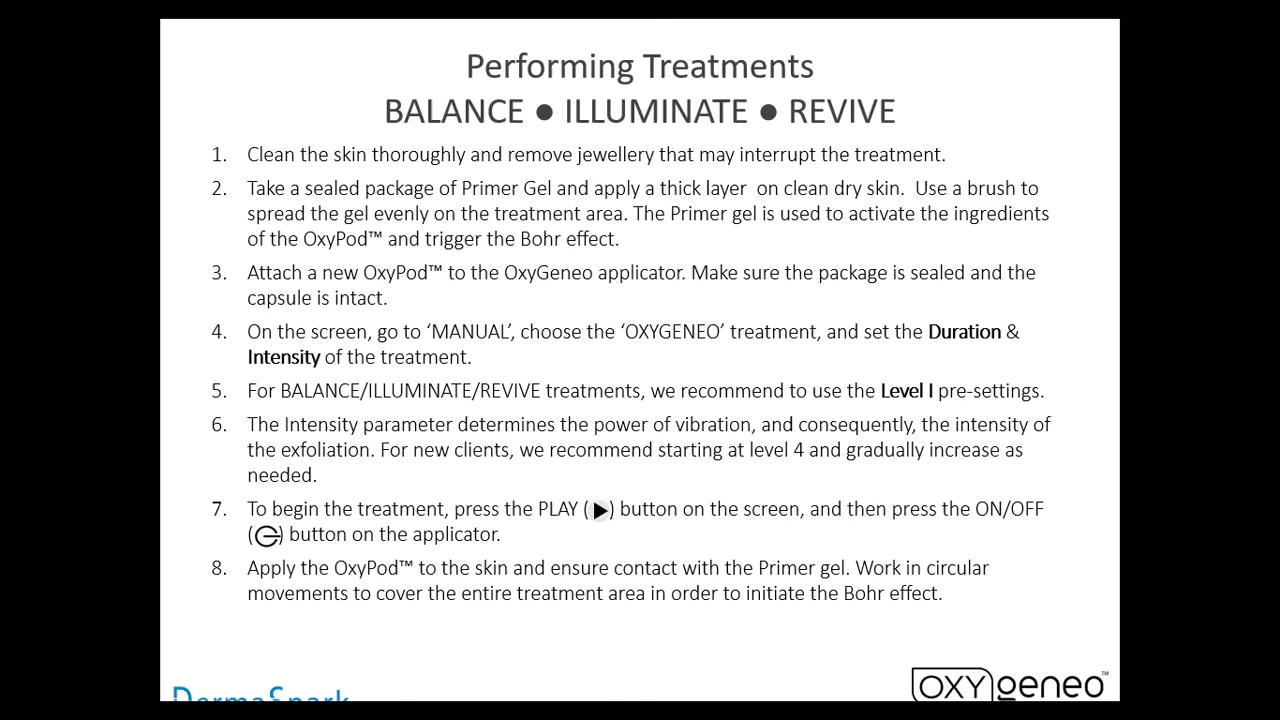 Performing Treatments
BALANCE ● ILLUMINATE ● REVIVE
1. Clean the skin thoroughly and remove jewellery that may interrupt the treatment.
2. Take a sealed package of Primer Gel and apply a thick layer on clean dry skin. Use a brush to
spread the gel evenly on the treatment area. The Primer gel is used to activate the ingredients
of the OxyPod™ and trigger the Bohr effect.
3. Attach a new OxyPod™ to the OxyGeneo applicator. Make sure the package is sealed and the
capsule is intact.
4. On the screen, go to ‘MANUAL’, choose the ‘OXYGENEO’ treatment, and set the Duration &
Intensity of the treatment.
5. For BALANCE/ILLUMINATE/REVIVE treatments, we recommend to use the Level I pre-settings.
6. The Intensity parameter determines the power of vibration, and consequently, the intensity of
the exfoliation. For new clients, we recommend starting at level 4 and gradually increase as
needed.
7. To begin the treatment, press the PLAY (▶) button on the screen, and then press the ON/OFF
() button on the applicator.
8. Apply the OxyPod™ to the skin and ensure contact with the Primer gel. Work in circular
movements to cover the entire treatment area in order to initiate the Bohr effect.
DermaSpark
OXYgeneo™